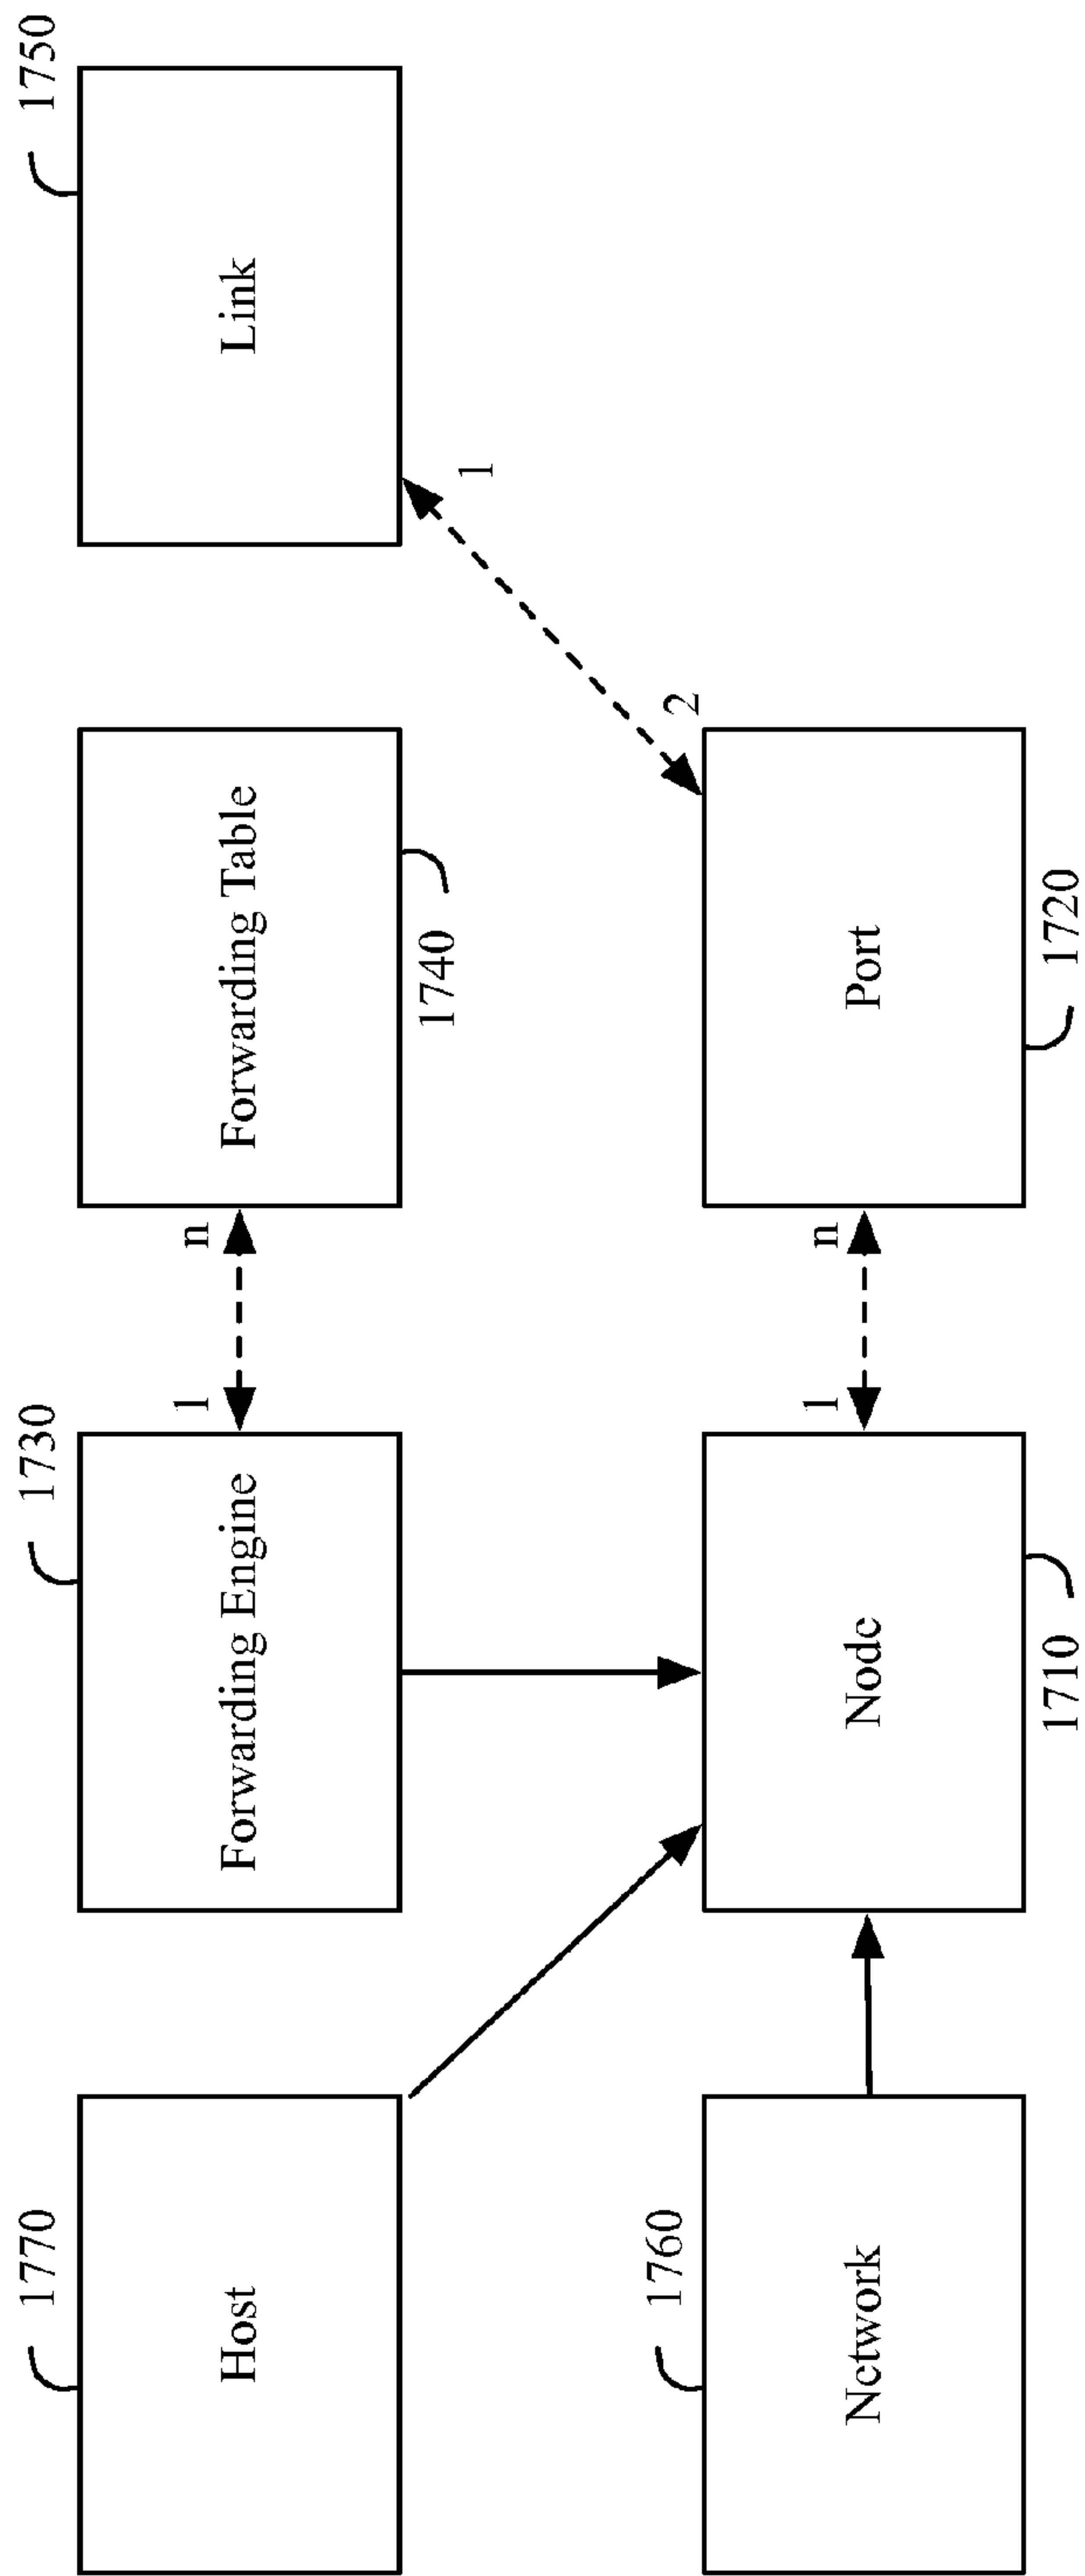 1770
Host
1730
Forwarding Engine
1
n
Forwarding Table
1740
1750
Link
1
2
1760
Network
Node
1710
1
n
Port
1720